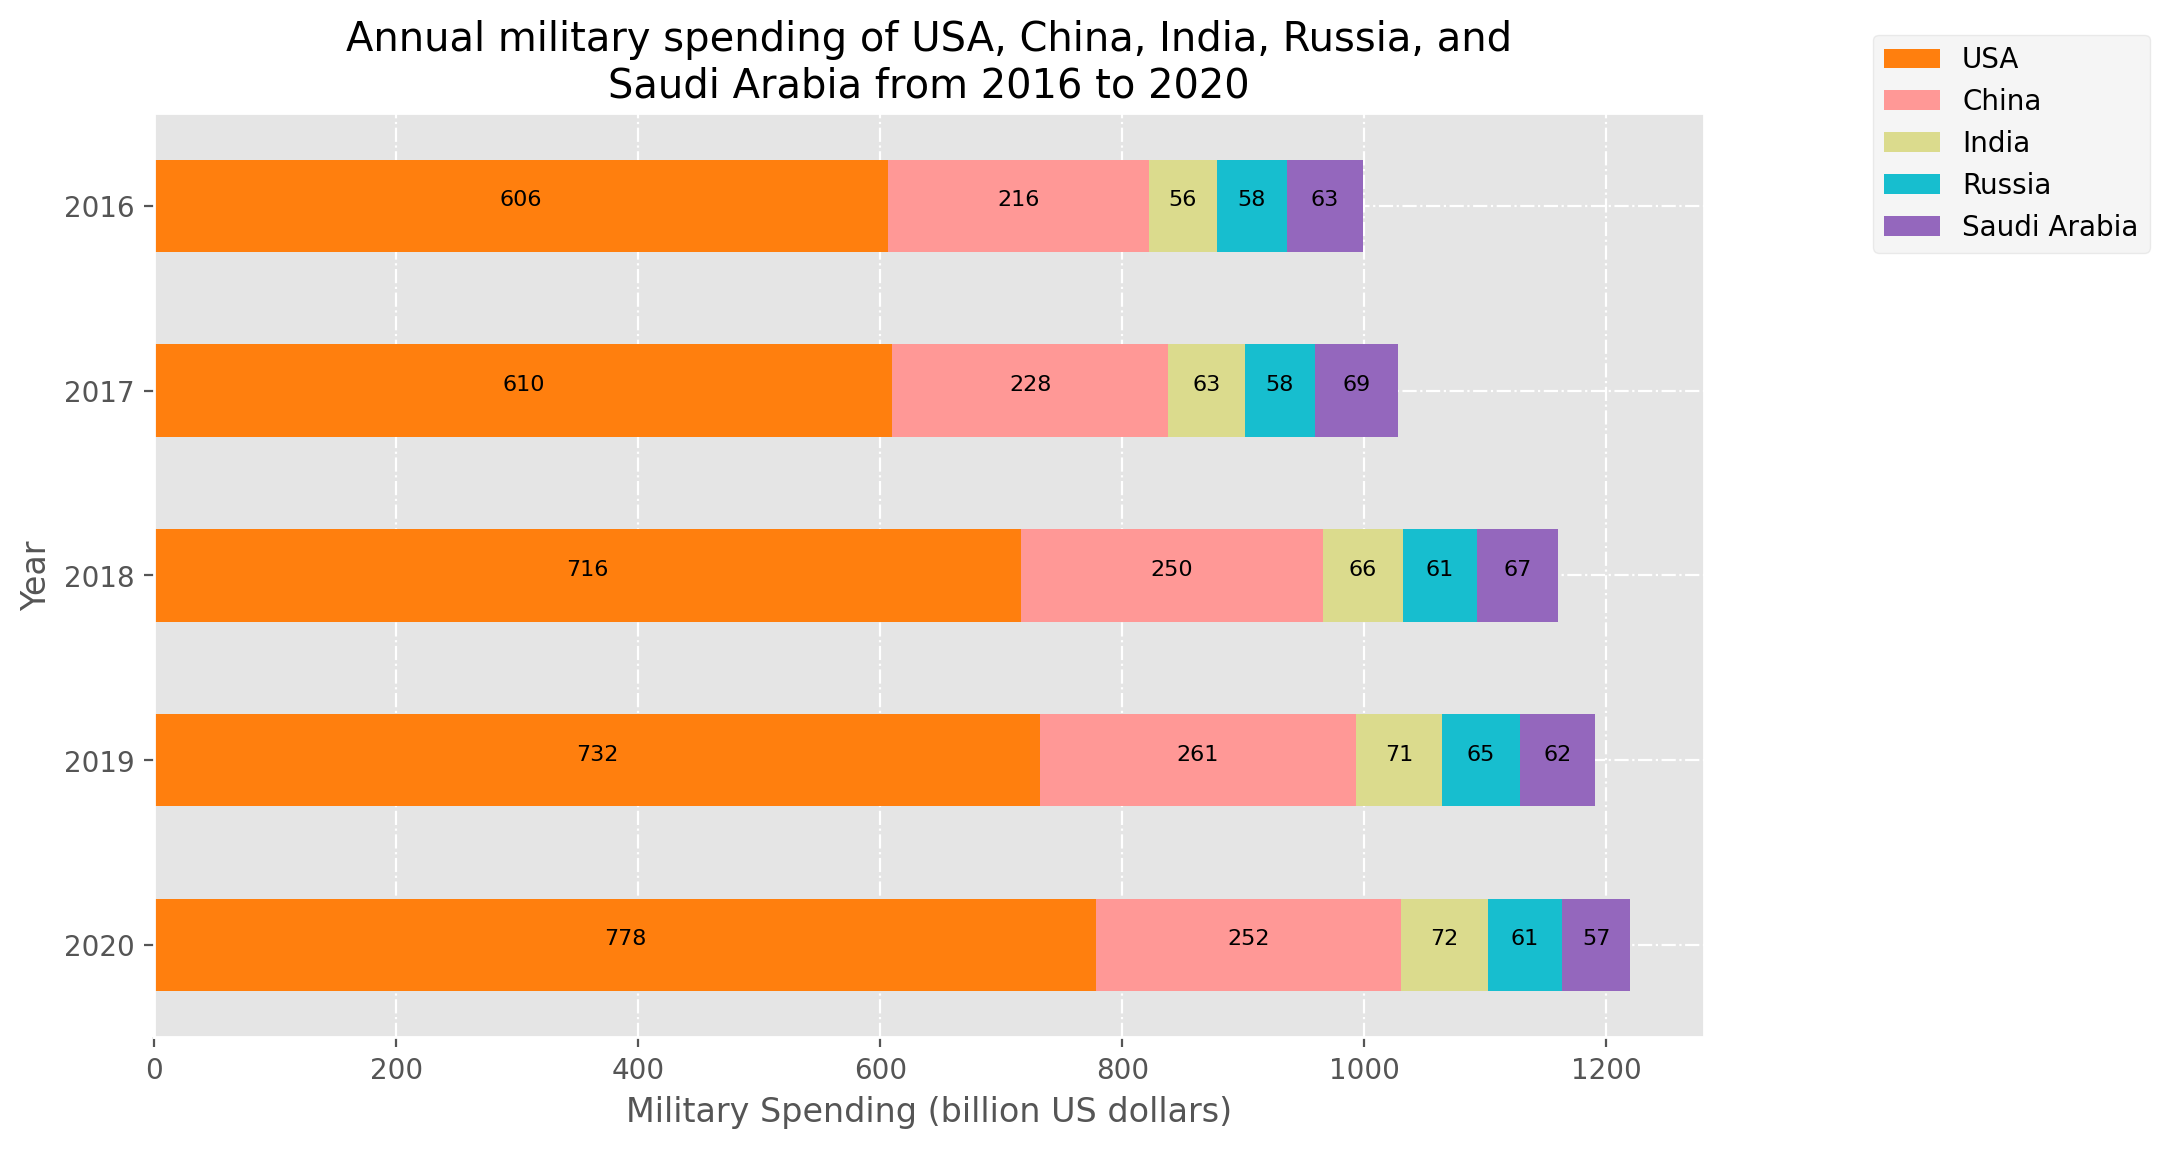 Annual military spending of USA, China, India, Russia, and
Saudi Arabia from 2016 to 2020
USA
China
India
Russia
Saudi Arabia
Year
2016
606 216 56 58 63
2017
610 228 63 58 69
2018
716 250 66 61 67
2019
732 261 71 65 62
2020
778 252 72 61 57
0 200 400 600 800 1000 1200
Military Spending (billion US dollars)